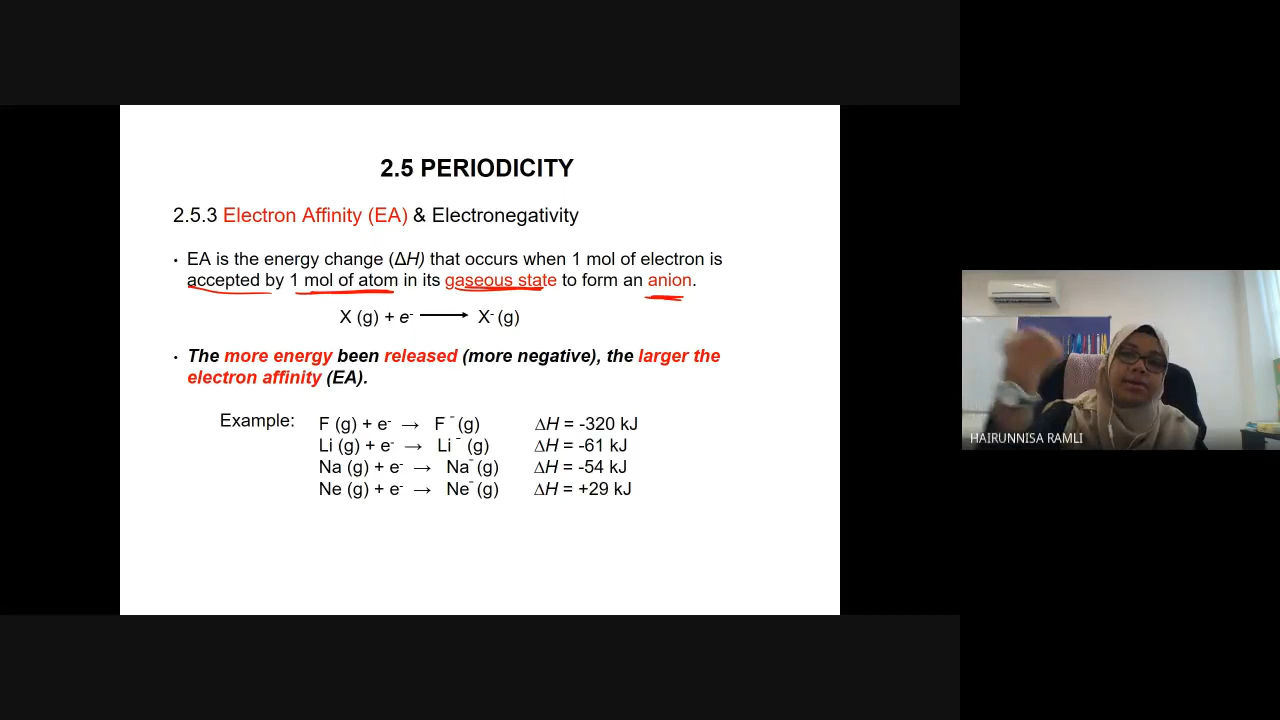 2.5 PERIODICITY
2.5.3 Electron Affinity (EA) & Electronegativity
• EA is the energy change (ΔH) that occurs when 1 mol of electron is
accepted by 1 mol of atom in its gaseous state to form an anion.
X (g) + e⁻ ⟶ X⁻ (g)
• The more energy been released (more negative), the larger the
electron affinity (EA).
Example: F (g) + e⁻ → F⁻ (g) ΔH = -320 kJ
Li (g) + e⁻ → Li⁻ (g) ΔH = -61 kJ
Na (g) + e⁻ → Na⁻ (g) ΔH = -54 kJ
Ne (g) + e⁻ → Ne⁻ (g) ΔH = +29 kJ
HAIRUNNISA RAMLI